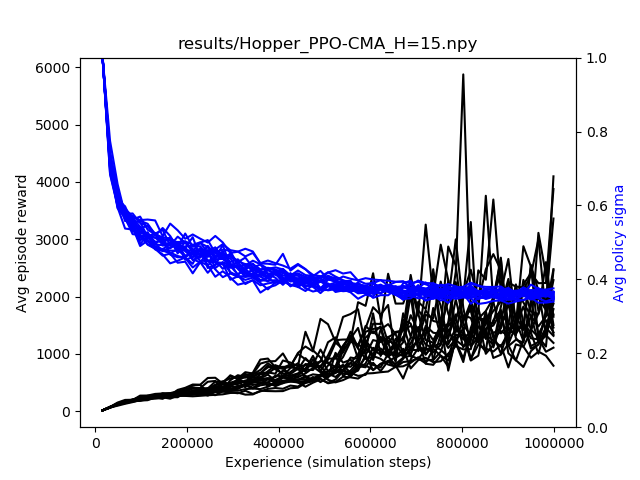 results/Hopper_PPO-CMA_H=15.npy
6000
5000
4000
3000
2000
1000
0
Avg episode reward
1.0
0.8
0.6
0.4
0.2
0.0
Avg policy sigma
0 200000 400000 600000 800000 1000000
Experience (simulation steps)